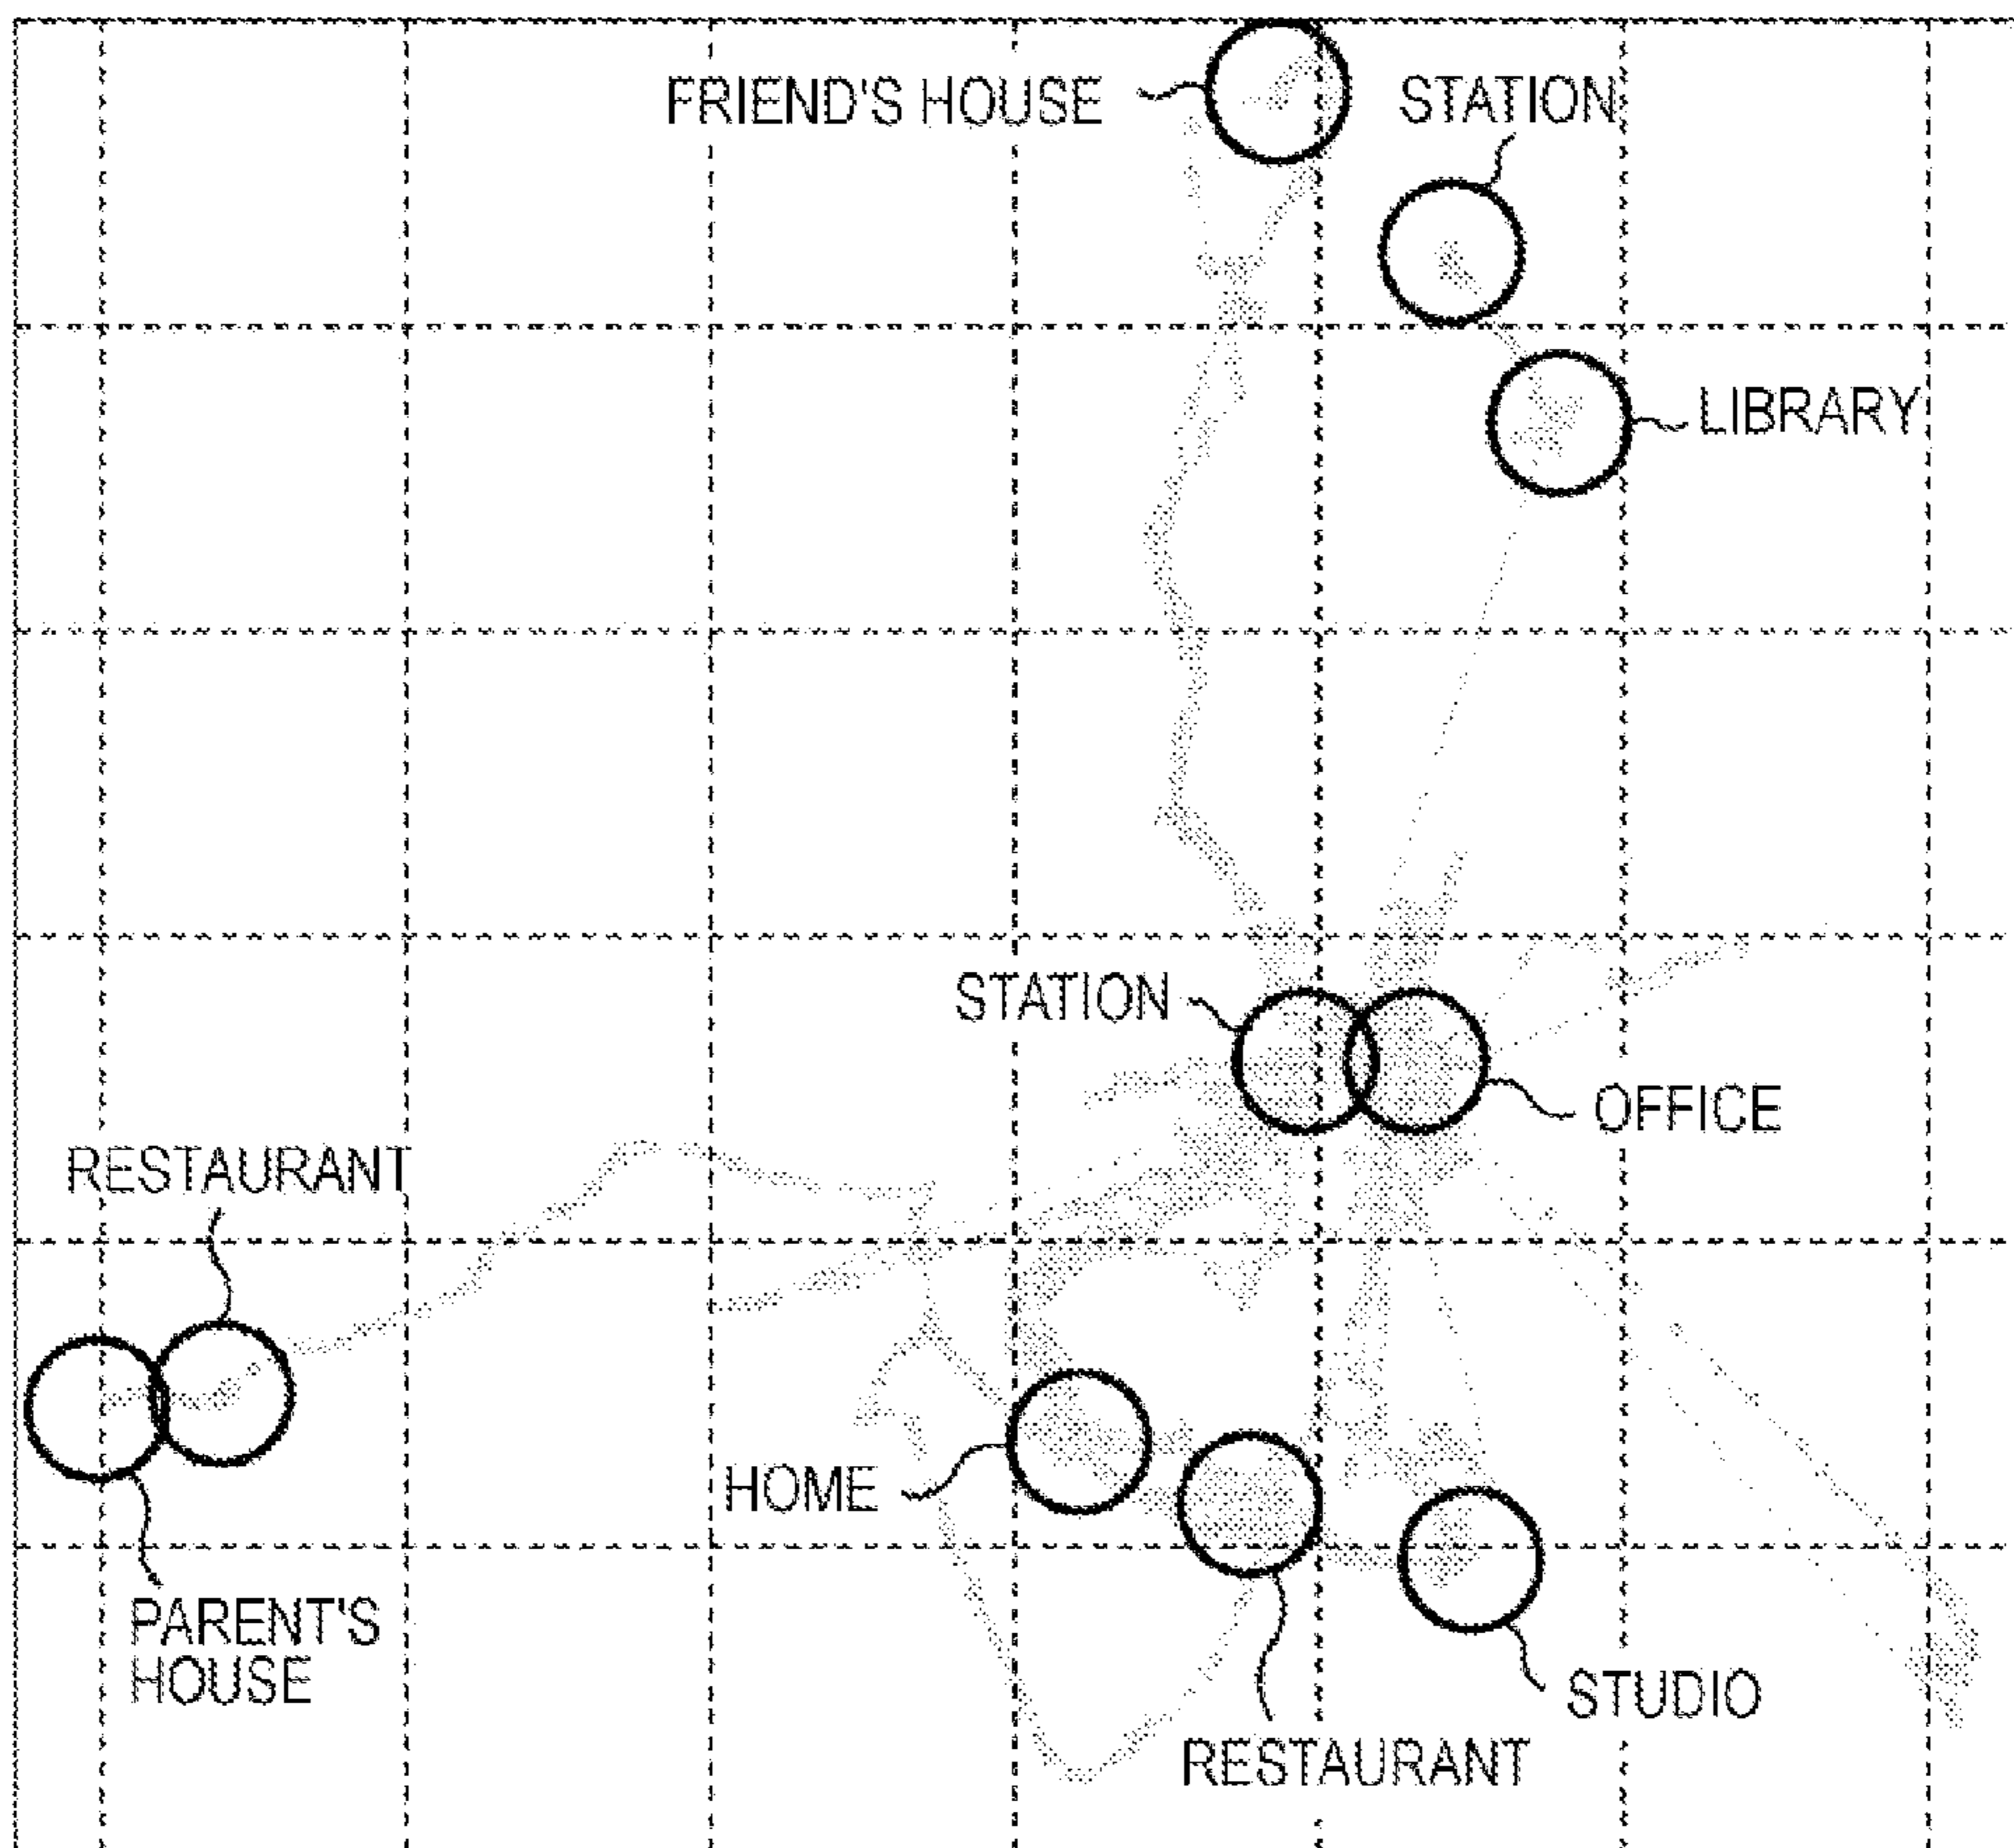 FRIEND'S HOUSE
STATION
LIBRARY
STATION
OFFICE
RESTAURANT
HOME
PARENT'S
HOUSE
STUDIO
RESTAURANT